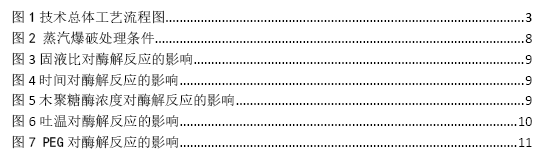 图 1 技术总体工艺流程图........................................................................................3
图 2 蒸汽爆破处理条件........................................................................................8
图 3 固液比对酶解反应的影响........................................................................................9
图 4 时间对酶解反应的影响........................................................................................9
图 5 木聚糖酶浓度对酶解反应的影响........................................................................................9
图 6 吐温对酶解反应的影响........................................................................................10
图 7 PEG 对酶解反应的影响........................................................................................11